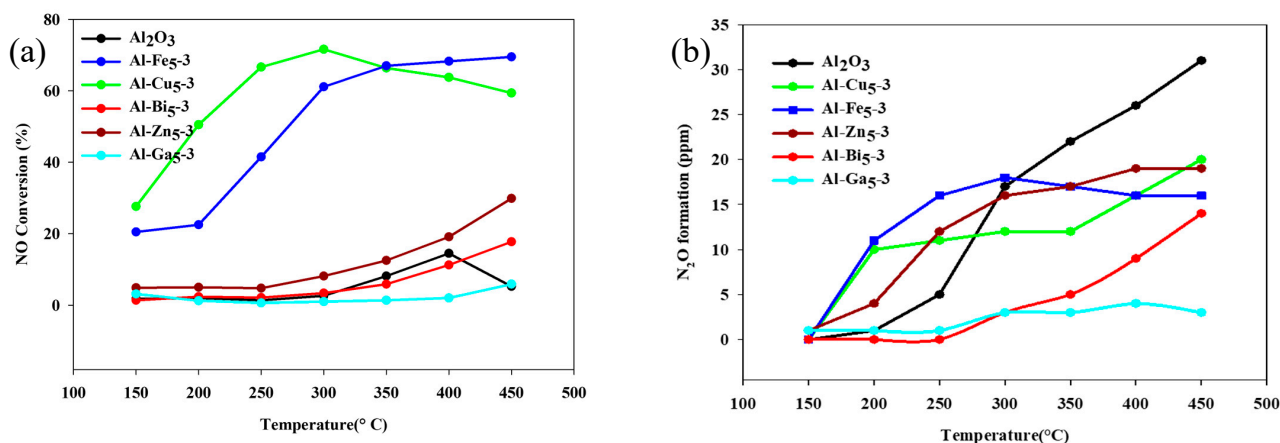 (a)
NO Conversion (%)
80
60
40
20
0
Al₂O₃
Al-Fe₅-3
Al-Cu₅-3
Al-Bi₅-3
Al-Zn₅-3
Al-Ga₅-3
100 150 200 250 300 350 400 450 500
Temperature(° C)
(b)
N₂O formation (ppm)
35
30
25
20
15
10
5
0
Al₂O₃
Al-Cu₅-3
Al-Fe₅-3
Al-Zn₅-3
Al-Bi₅-3
Al-Ga₅-3
100 150 200 250 300 350 400 450 500
Temperature(°C)